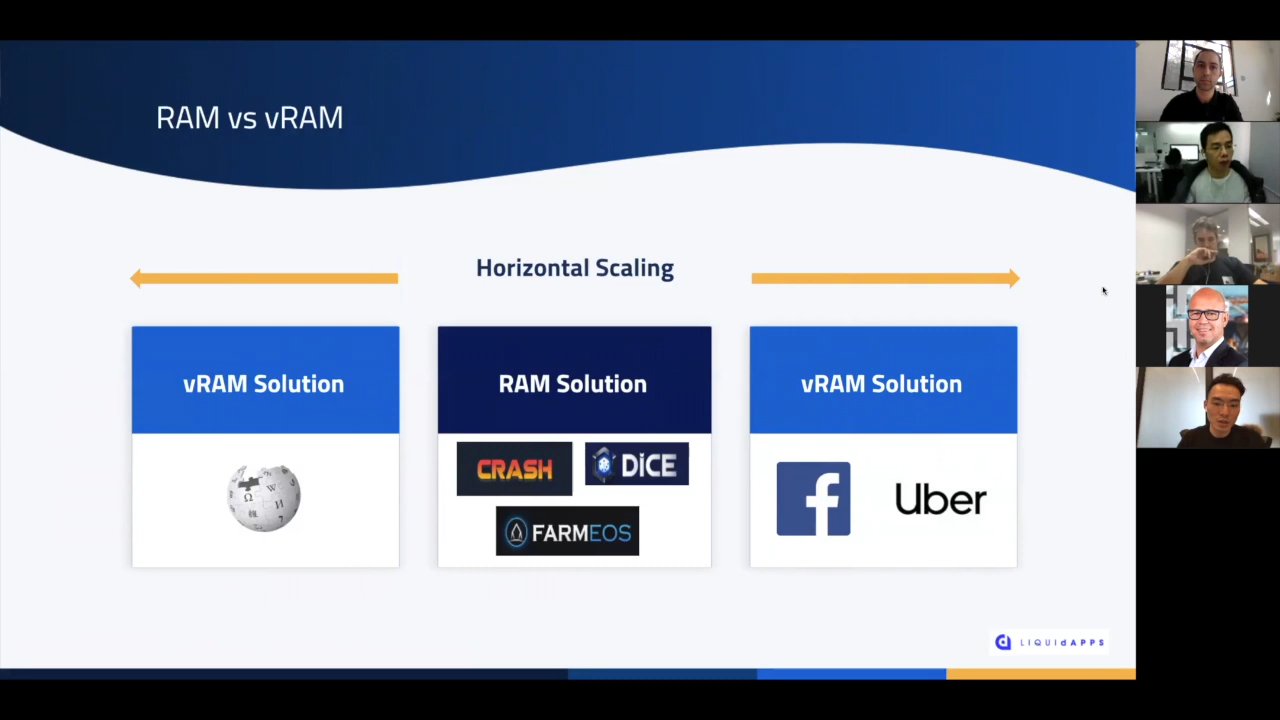 RAM vs vRAM
Horizontal Scaling
vRAM Solution
RAM Solution
vRAM Solution
CRASH
DiCE
FARMEOS
Uber
LIQUIdAPPS